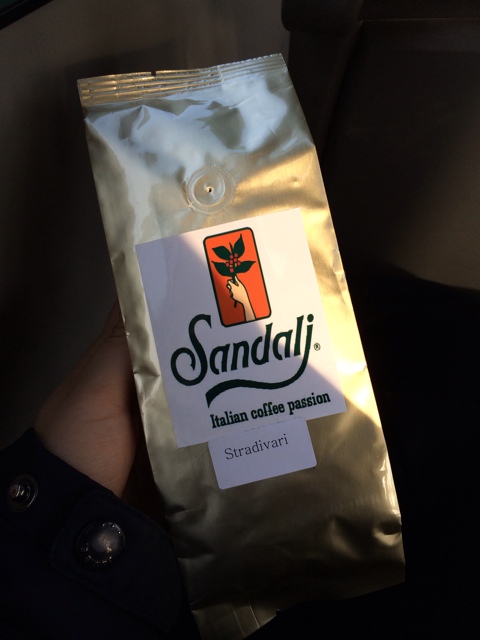 Sandalj®
Italian coffee passion
Stradivari